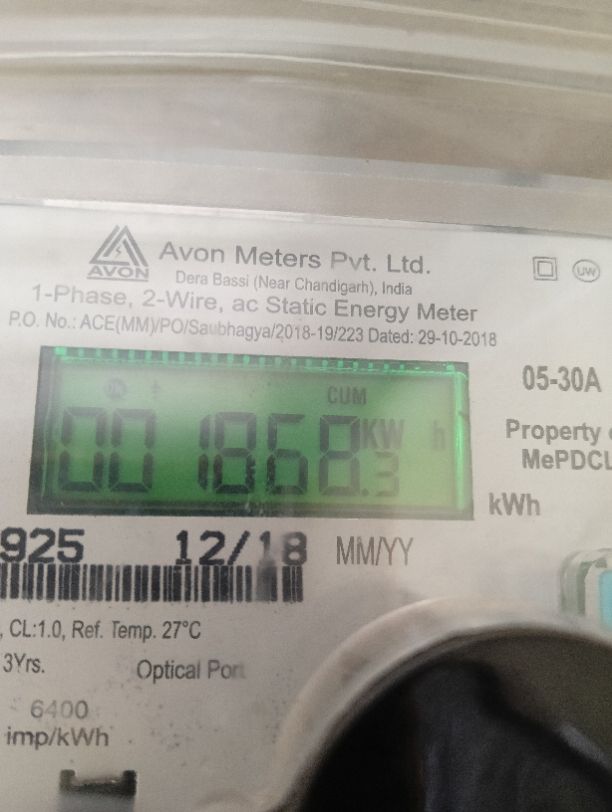 AVON
Avon Meters Pvt. Ltd.
Dera Bassi (Near Chandigarh), India
1-Phase, 2-Wire, ac Static Energy Meter
P.O. No.: ACE(MM)/PO/Saubhagya/2018-19/223 Dated: 29-10-2018
UW
05-30A
CUM
001868.3 KW h
Property
MePDCL
kWh
925 12/18 MM/YY
, CL:1.0, Ref. Temp. 27°C
3Yrs. Optical Port
6400
imp/kWh